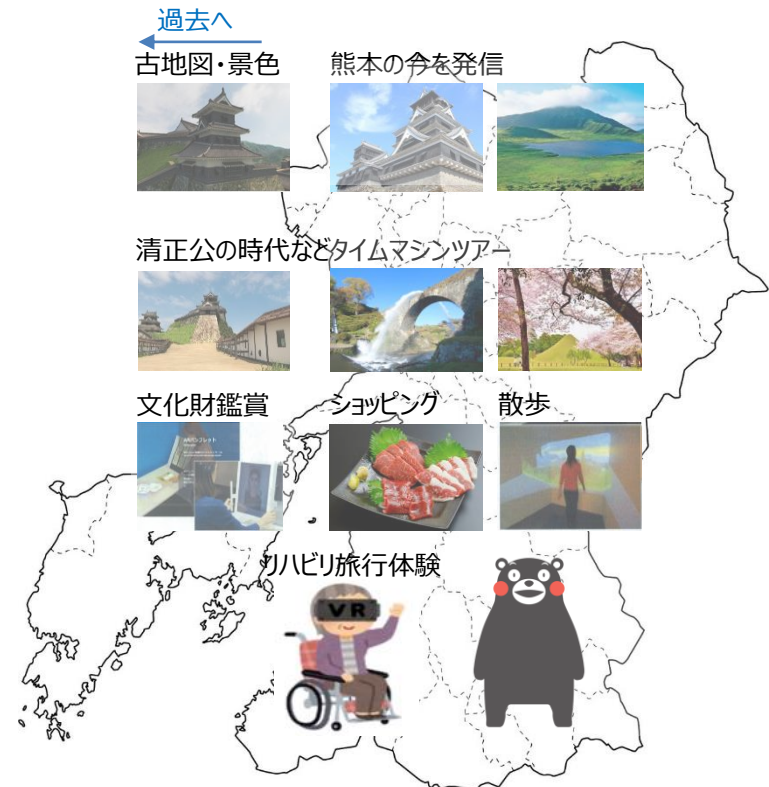 過去へ
古地図・景色
熊本の今を発信
清正公の時代などタイムマシンツアー
文化財鑑賞
ショッピング
散歩
リハビリ旅行体験
VR